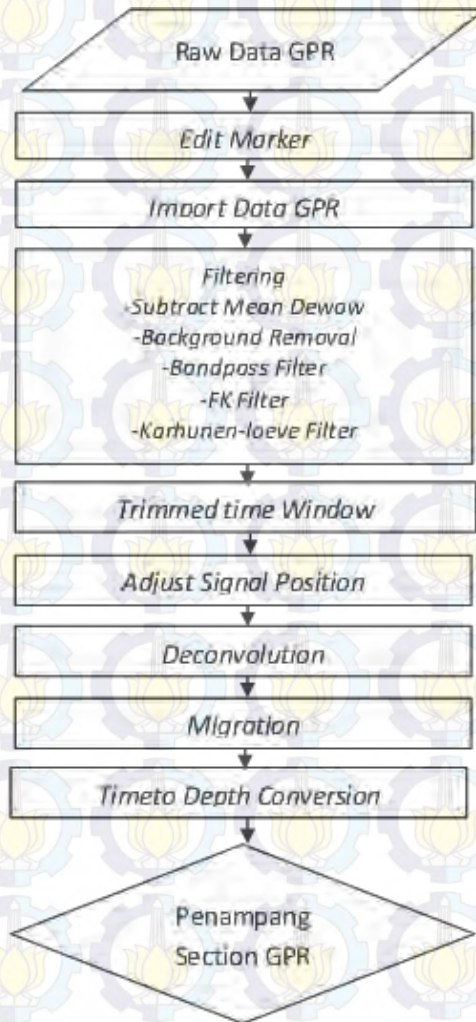 Raw Data GPR
Edit Marker
Import Data GPR
Filtering
-Subtract Mean Dewow
-Background Removal
-Bandpass Filter
-FK Filter
-Karhunen-loeve Filter
Trimmed time Window
Adjust Signal Position
Deconvolution
Migration
Timeto Depth Conversion
Penampang
Section GPR